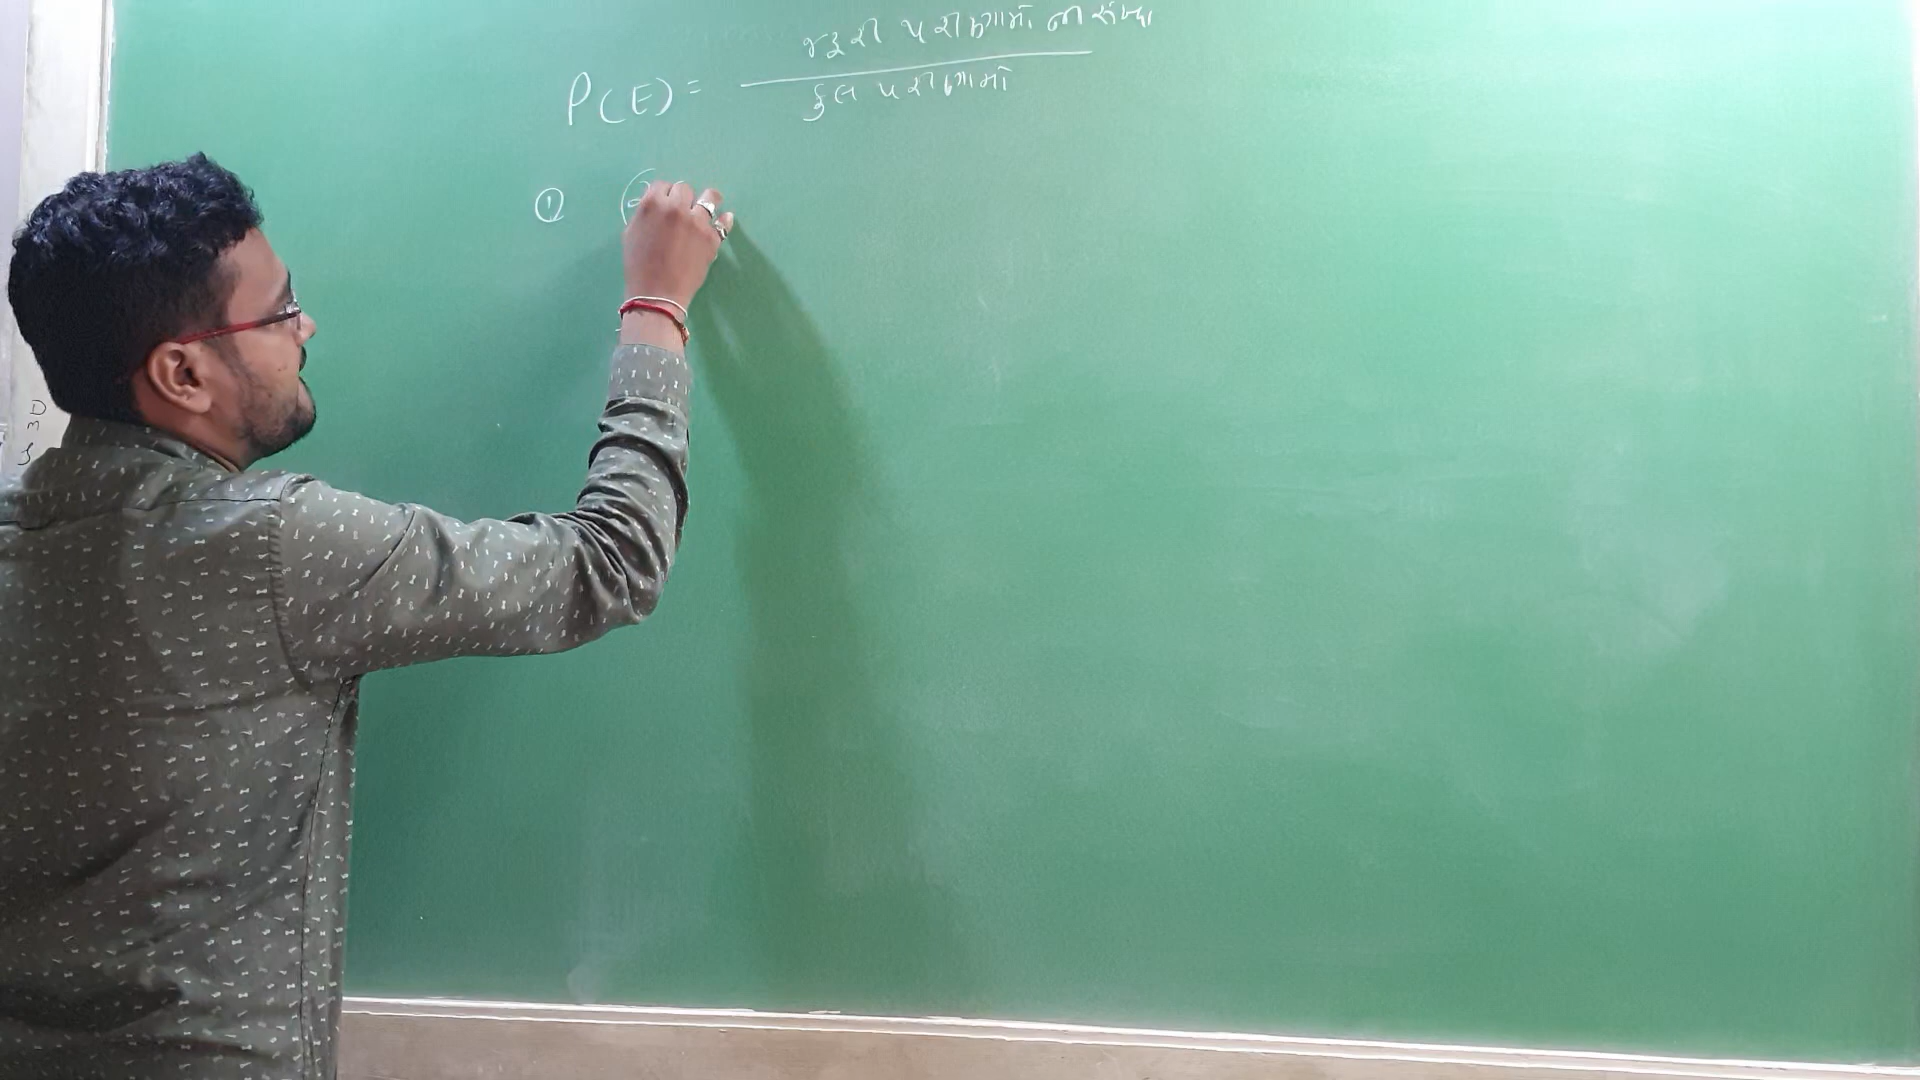 જરૂરી પરીણામો ની સંખ્યા
P(E) =
કુલ પરીણામો
①